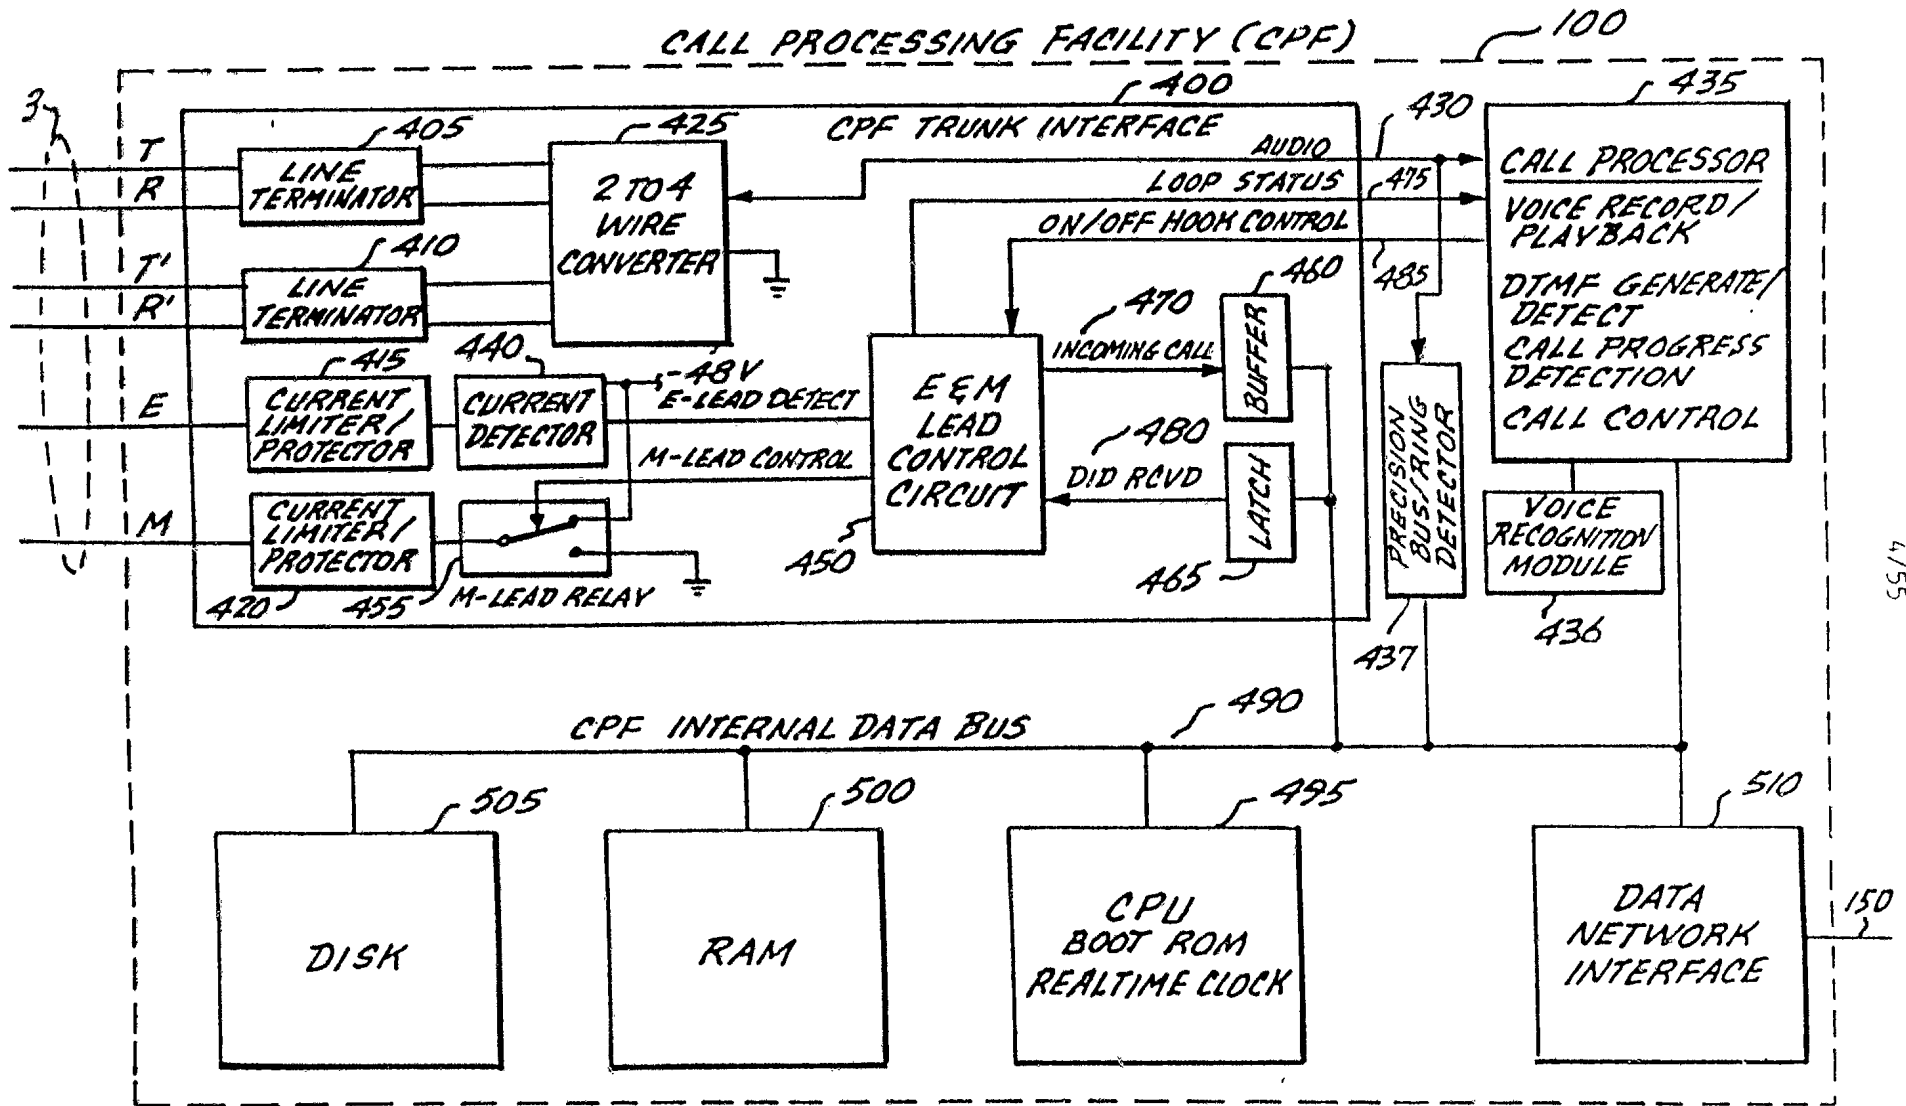 CALL PROCESSING FACILITY (CPF)
100
3
400
CPF TRUNK INTERFACE
405
LINE
TERMINATOR
T
R
425
2 TO 4
WIRE
CONVERTER
410
LINE
TERMINATOR
T'
R'
AUDIO
430
LOOP STATUS
475
ON/OFF HOOK CONTROL
485
435
CALL PROCESSOR
VOICE RECORD/
PLAYBACK
DTMF GENERATE/
DETECT
CALL PROGRESS
DETECTION
CALL CONTROL
415
CURRENT
LIMITER/
PROTECTOR
E
440
CURRENT
DETECTOR
-48V
E-LEAD DETECT
M-LEAD CONTROL
E & M
LEAD
CONTROL
CIRCUIT
450
470
INCOMING CALL
460
BUFFER
480
DID RCVD
LATCH
465
PRECISION
BUS/RING
DETECTOR
437
VOICE
RECOGNITION
MODULE
436
M
CURRENT
LIMITER/
PROTECTOR
420
455
M-LEAD RELAY
4/55
CPF INTERNAL DATA BUS
490
505
DISK
500
RAM
495
CPU
BOOT ROM
REALTIME CLOCK
510
DATA
NETWORK
INTERFACE
150